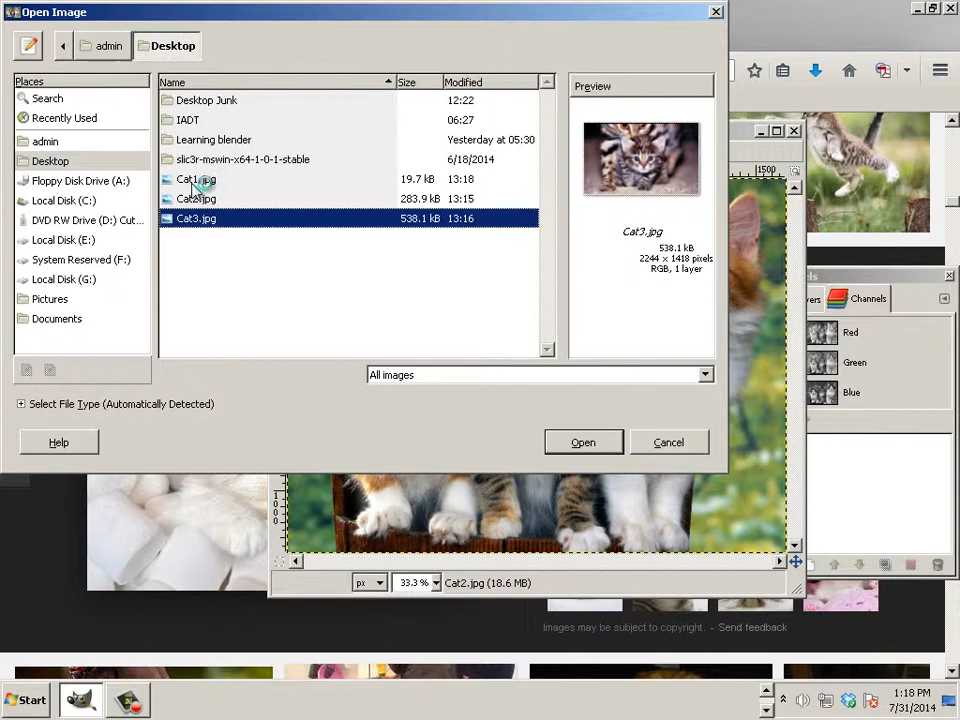 Open Image
admin
Desktop
Places
Search
Recently Used
admin
Desktop
Floppy Disk Drive (A:)
Local Disk (C:)
DVD RW Drive (D:) Cut...
Local Disk (E:)
System Reserved (F:)
Local Disk (G:)
Pictures
Documents
Name Size Modified
Desktop Junk 12:22
IADT 06:27
Learning blender Yesterday at 05:30
slic3r-mswin-x64-1-0-1-stable 6/18/2014
Cat1.jpg 19.7 kB 13:18
Cat2.jpg 283.9 kB 13:15
Cat3.jpg 538.1 kB 13:16
Preview
Cat3.jpg
538.1 kB
2244 x 1418 pixels
RGB, 1 layer
All images
Select File Type (Automatically Detected)
Help
Open
Cancel
1500
Channels
Red
Green
Blue
px
33.3 %
Cat2.jpg (18.6 MB)
Images may be subject to copyright. - Send feedback
Start
1:18 PM
7/31/2014